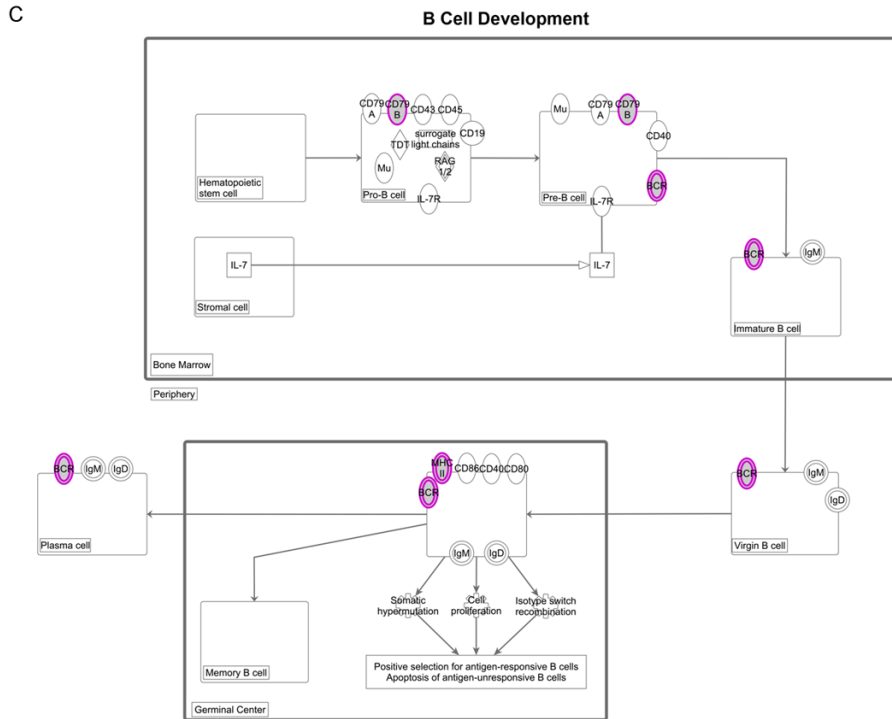 C
B Cell Development
CD79
A
CD79
B
CD43
CD45
CD19
TDT
surrogate
light chains
Mu
RAG
1/2
IL-7R
Pro-B cell
Hematopoietic
stem cell
Mu
CD79
A
CD79
B
CD40
BCR
IL-7R
Pre-B cell
IL-7
Stromal cell
IL-7
BCR
IgM
Immature B cell
Bone Marrow
Periphery
BCR
IgM
IgD
Plasma cell
MHC
II
CD86
CD40
CD80
BCR
IgM
IgD
BCR
IgM
IgD
Virgin B cell
Somatic
hypermutation
Cell
proliferation
Isotype switch
recombination
Memory B cell
Positive selection for antigen-responsive B cells
Apoptosis of antigen-unresponsive B cells
Germinal Center